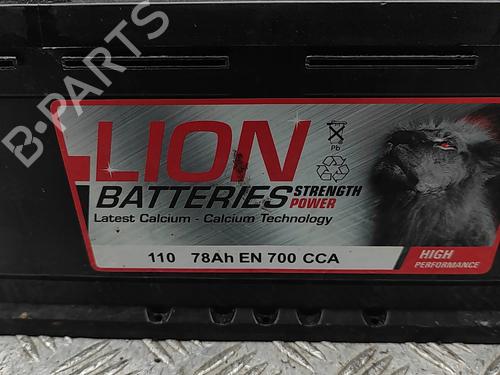 B-PARTS
LION
Pb
BATTERIES STRENGTH POWER
Latest Calcium - Calcium Technology
110 78Ah EN 700 CCA
HIGH
PERFORMANCE